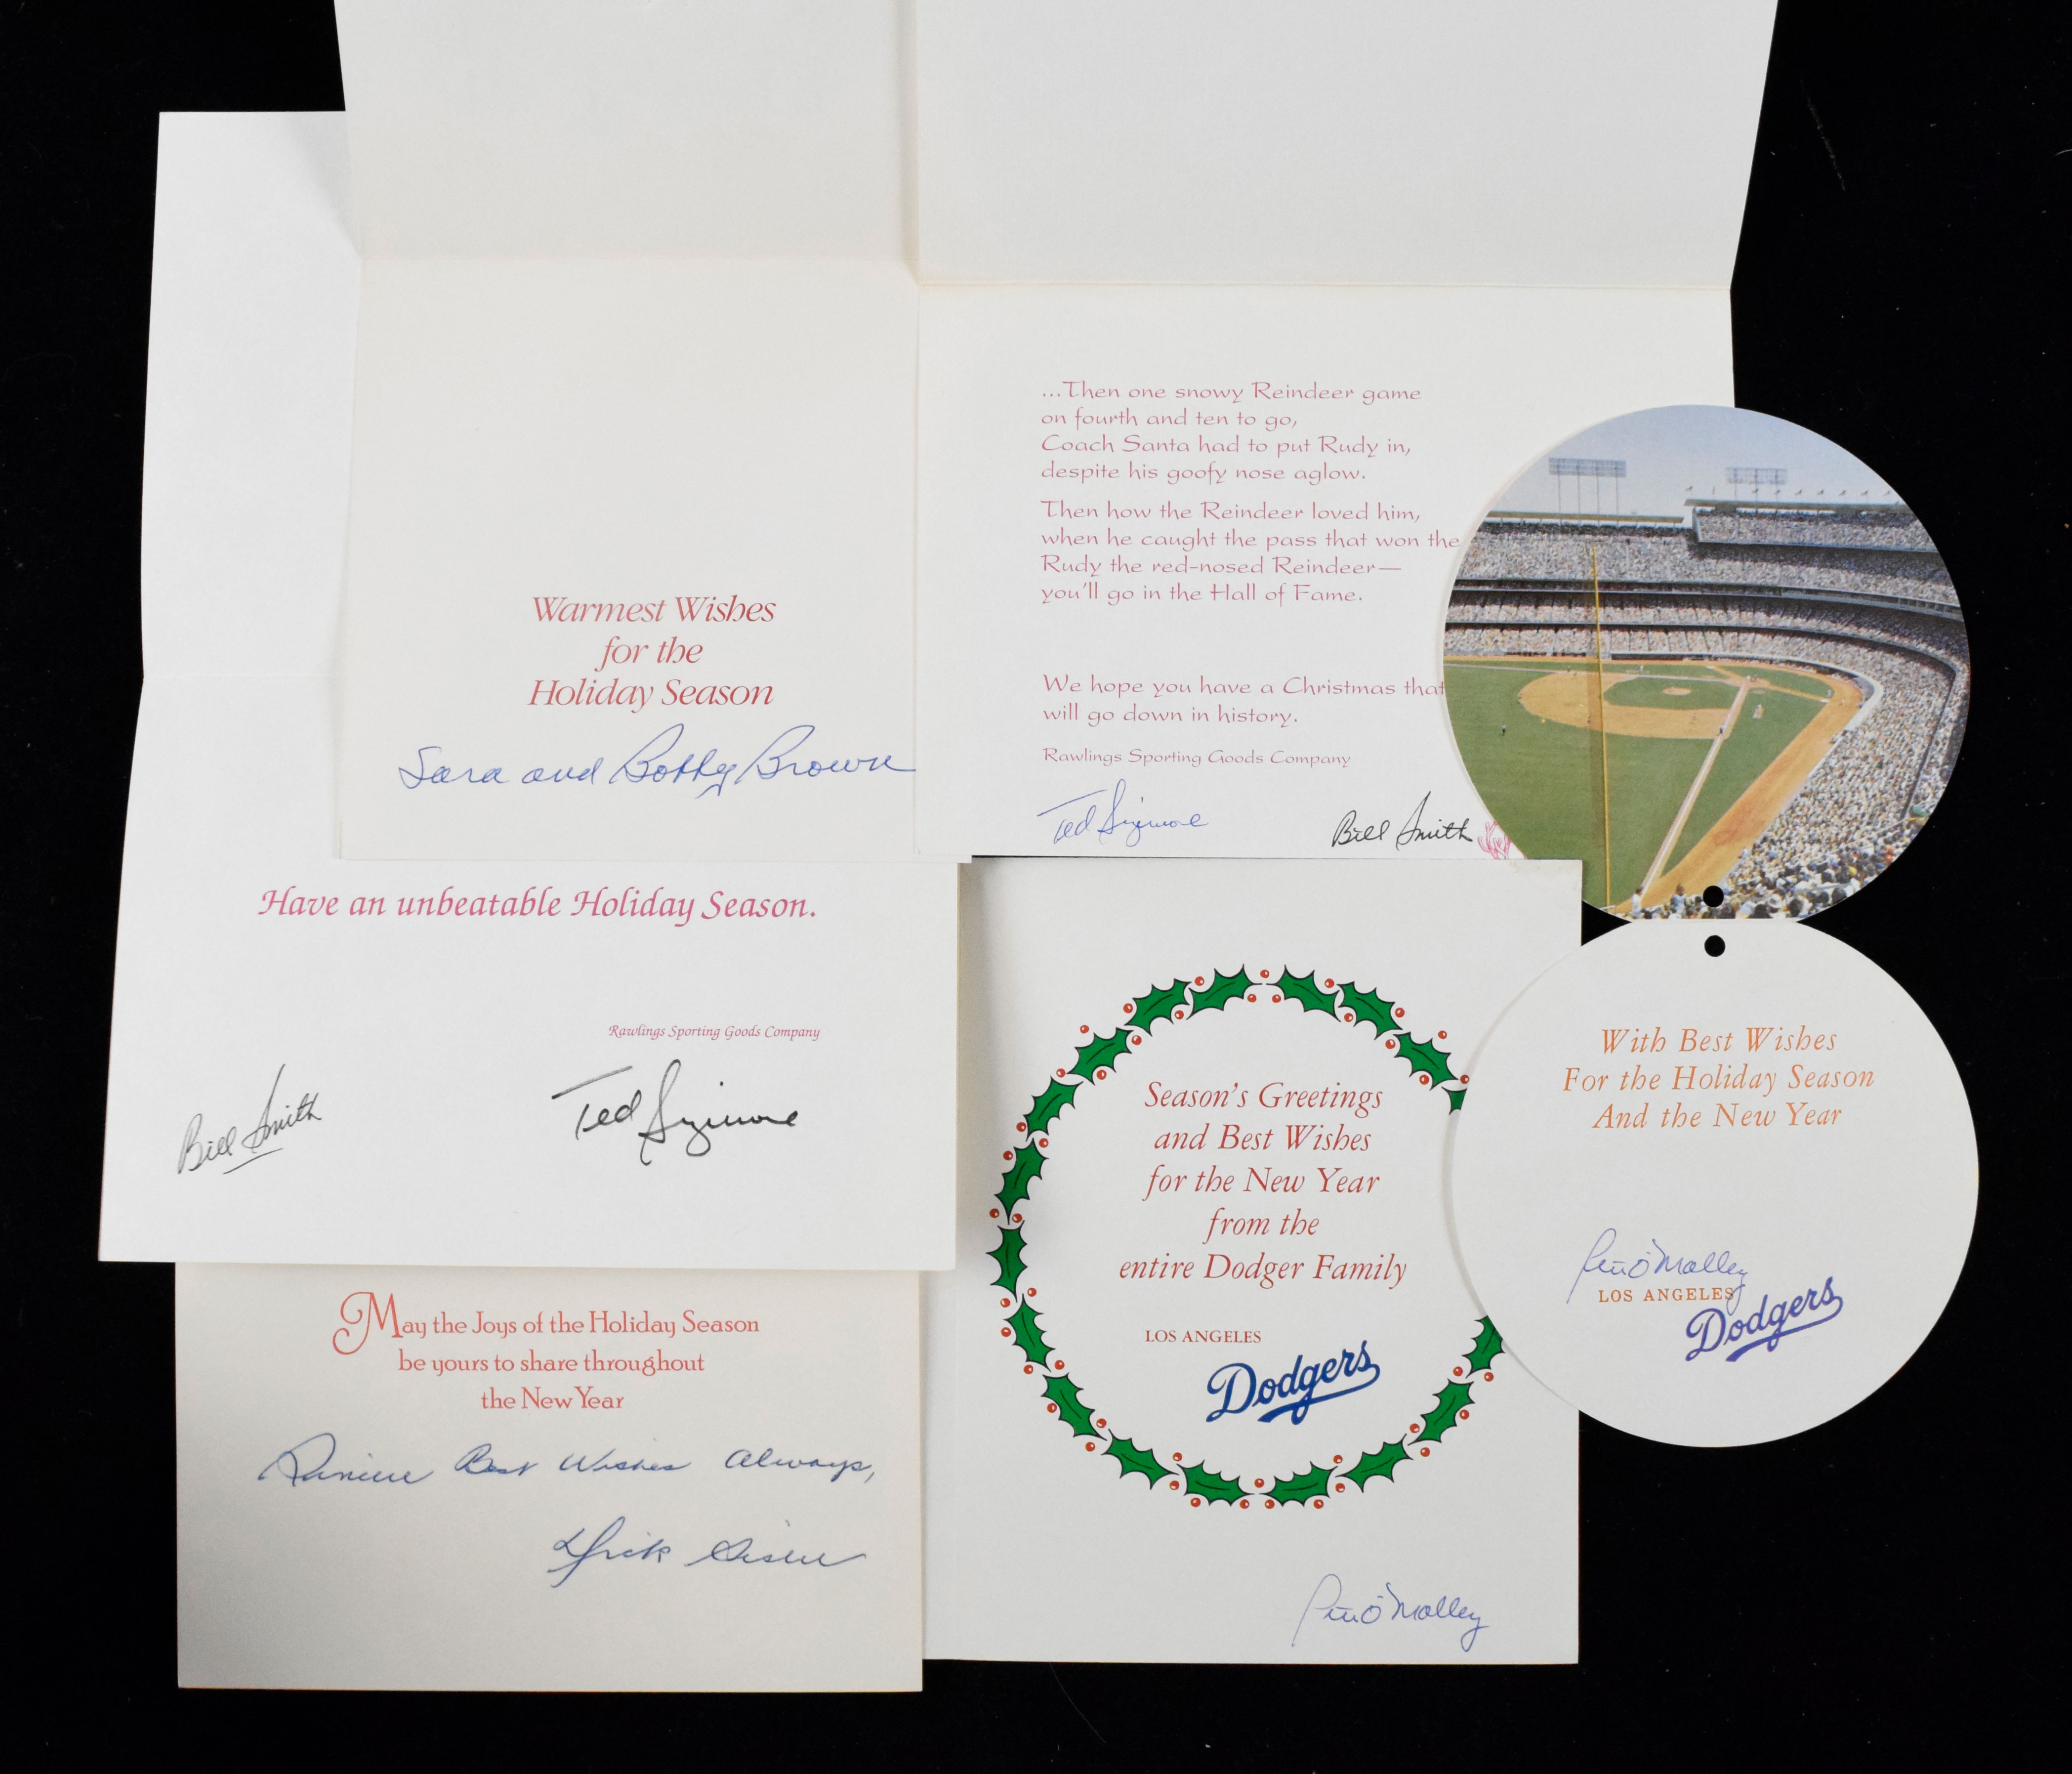 Warmest Wishes
for the
Holiday Season
Sara and Bobby Brown
...Then one snowy Reindeer game
on fourth and ten to go,
Coach Santa had to put Rudy in,
despite his goofy nose aglow.
Then how the Reindeer loved him,
when he caught the pass that won the
Rudy the red-nosed Reindeer—
you'll go in the Hall of Fame.
We hope you have a Christmas that
will go down in history.
Rawlings Sporting Goods Company
Ted Sizemore
Bill Smith
Have an unbeatable Holiday Season.
Rawlings Sporting Goods Company
Bill Smith
Ted Sizemore
May the Joys of the Holiday Season
be yours to share throughout
the New Year
Best Wishes Always,
Dick Sisler
Season's Greetings
and Best Wishes
for the New Year
from the
entire Dodger Family
LOS ANGELES
Dodgers
O'Malley
With Best Wishes
For the Holiday Season
And the New Year
O'Malley
LOS ANGELES
Dodgers